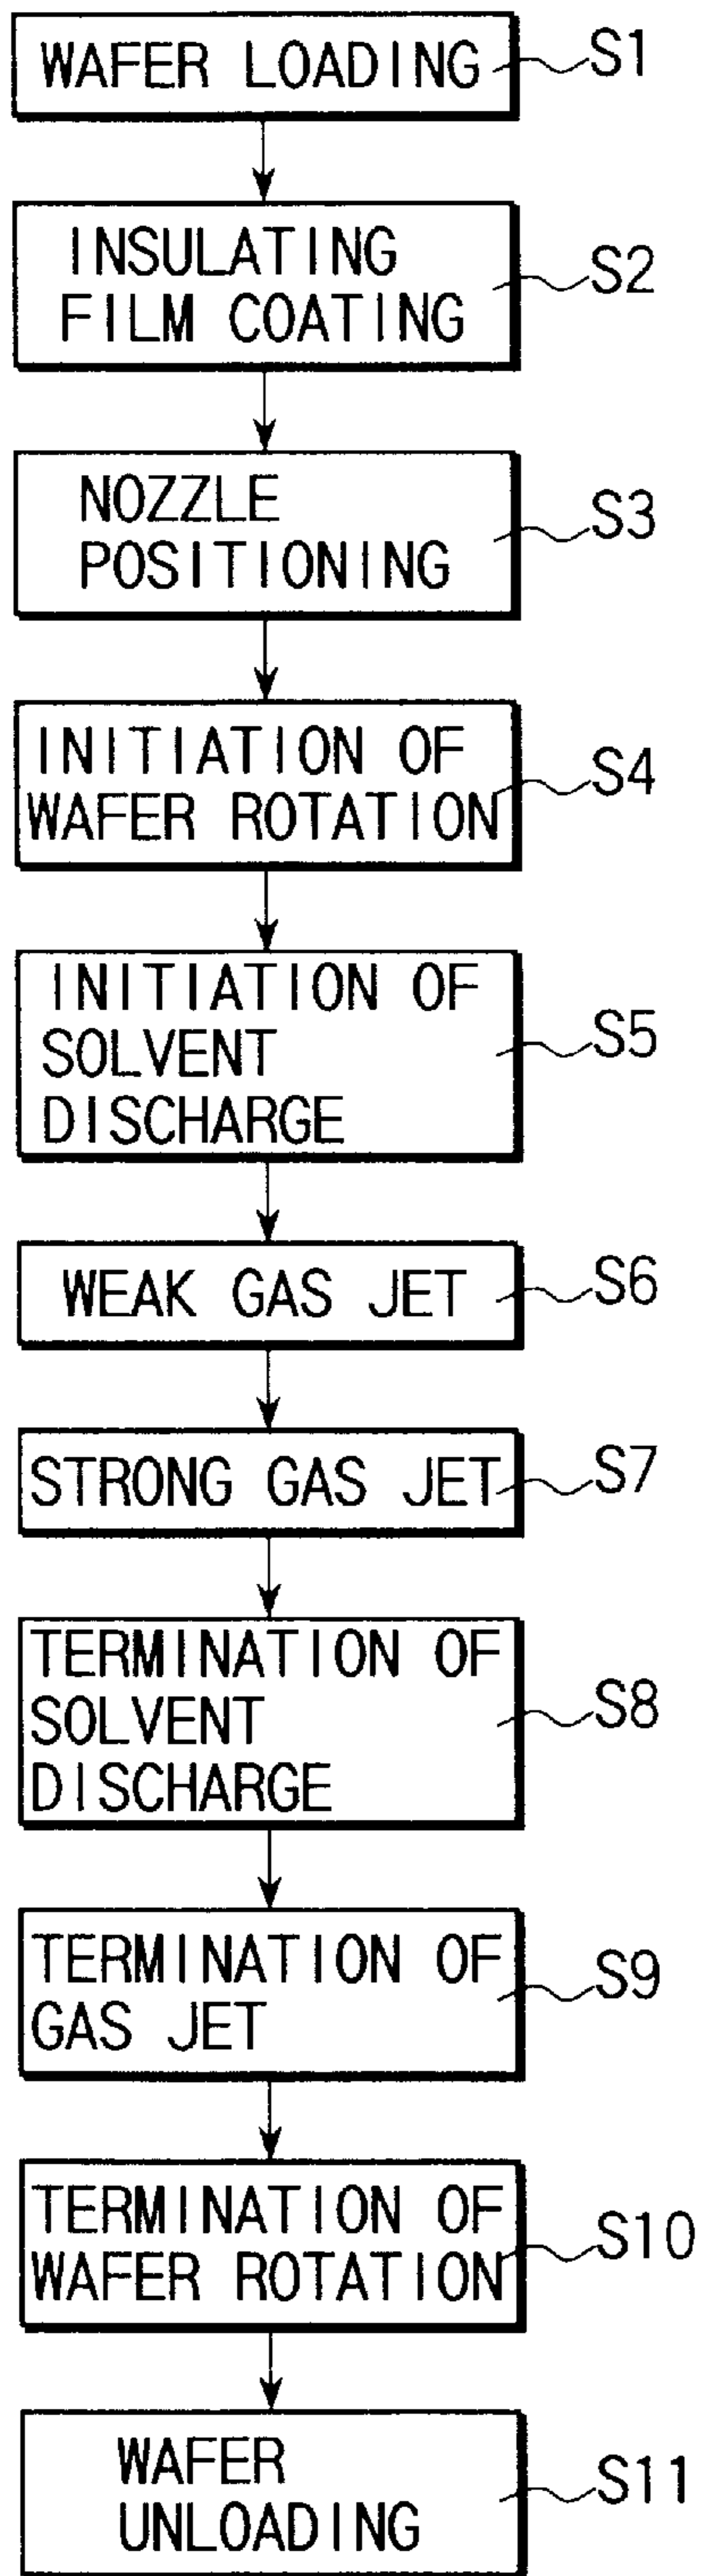 WAFER LOADING S1
INSULATING
FILM COATING
S2
NOZZLE
POSITIONING
S3
INITIATION OF
WAFER ROTATION
S4
INITIATION OF
SOLVENT
DISCHARGE
S5
WEAK GAS JET S6
STRONG GAS JET S7
TERMINATION OF
SOLVENT
DISCHARGE
S8
TERMINATION OF
GAS JET
S9
TERMINATION OF
WAFER ROTATION
S10
WAFER
UNLOADING
S11